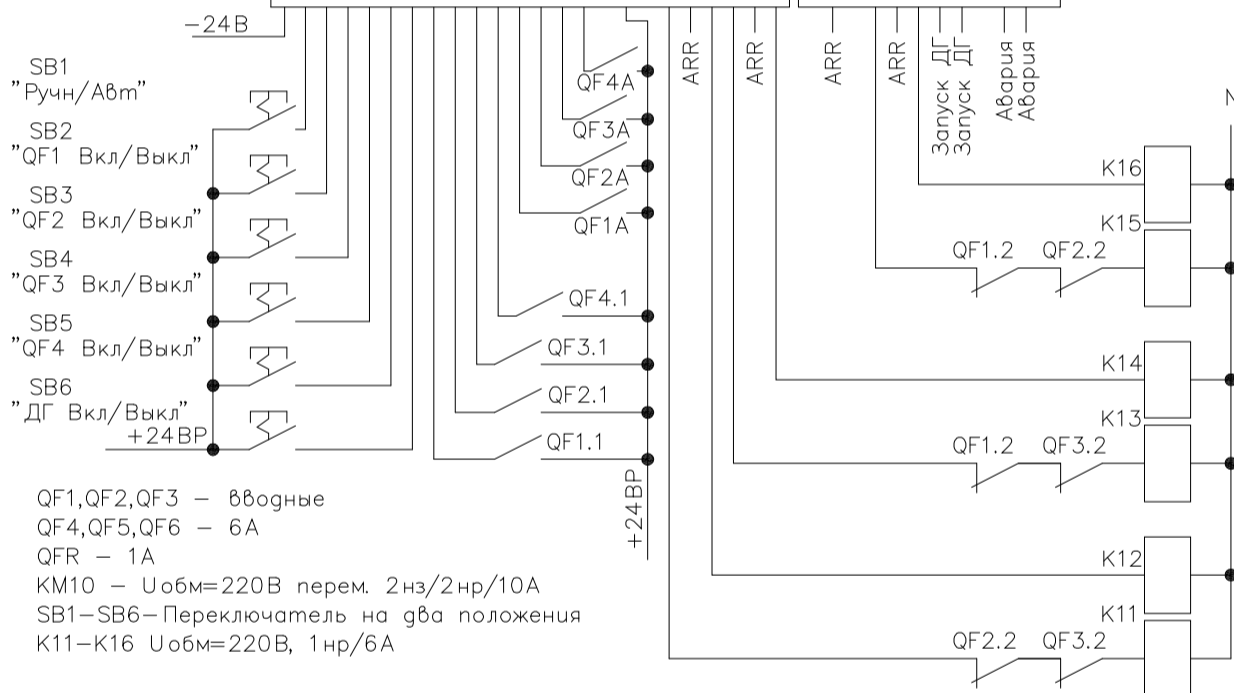 -24В
SB1
"Ручн/Авт"
SB2
"QF1 Вкл/Выкл"
SB3
"QF2 Вкл/Выкл"
SB4
"QF3 Вкл/Выкл"
SB5
"QF4 Вкл/Выкл"
SB6
"ДГ Вкл/Выкл"
+24ВР
QF4A
QF3A
QF2A
QF1A
QF4.1
QF3.1
QF2.1
QF1.1
+24ВР
ARR
ARR
ARR
ARR
Запуск ДГ
Запуск ДГ
Авария
Авария
N
K16
K15
QF1.2 QF2.2
K14
K13
QF1.2 QF3.2
K12
K11
QF2.2 QF3.2
QF1,QF2,QF3 - вводные
QF4,QF5,QF6 - 6А
QFR - 1А
КМ10 - Uобм=220В перем. 2нз/2нр/10А
SB1-SB6-Переключатель на два положения
К11-К16 Uобм=220В, 1нр/6А